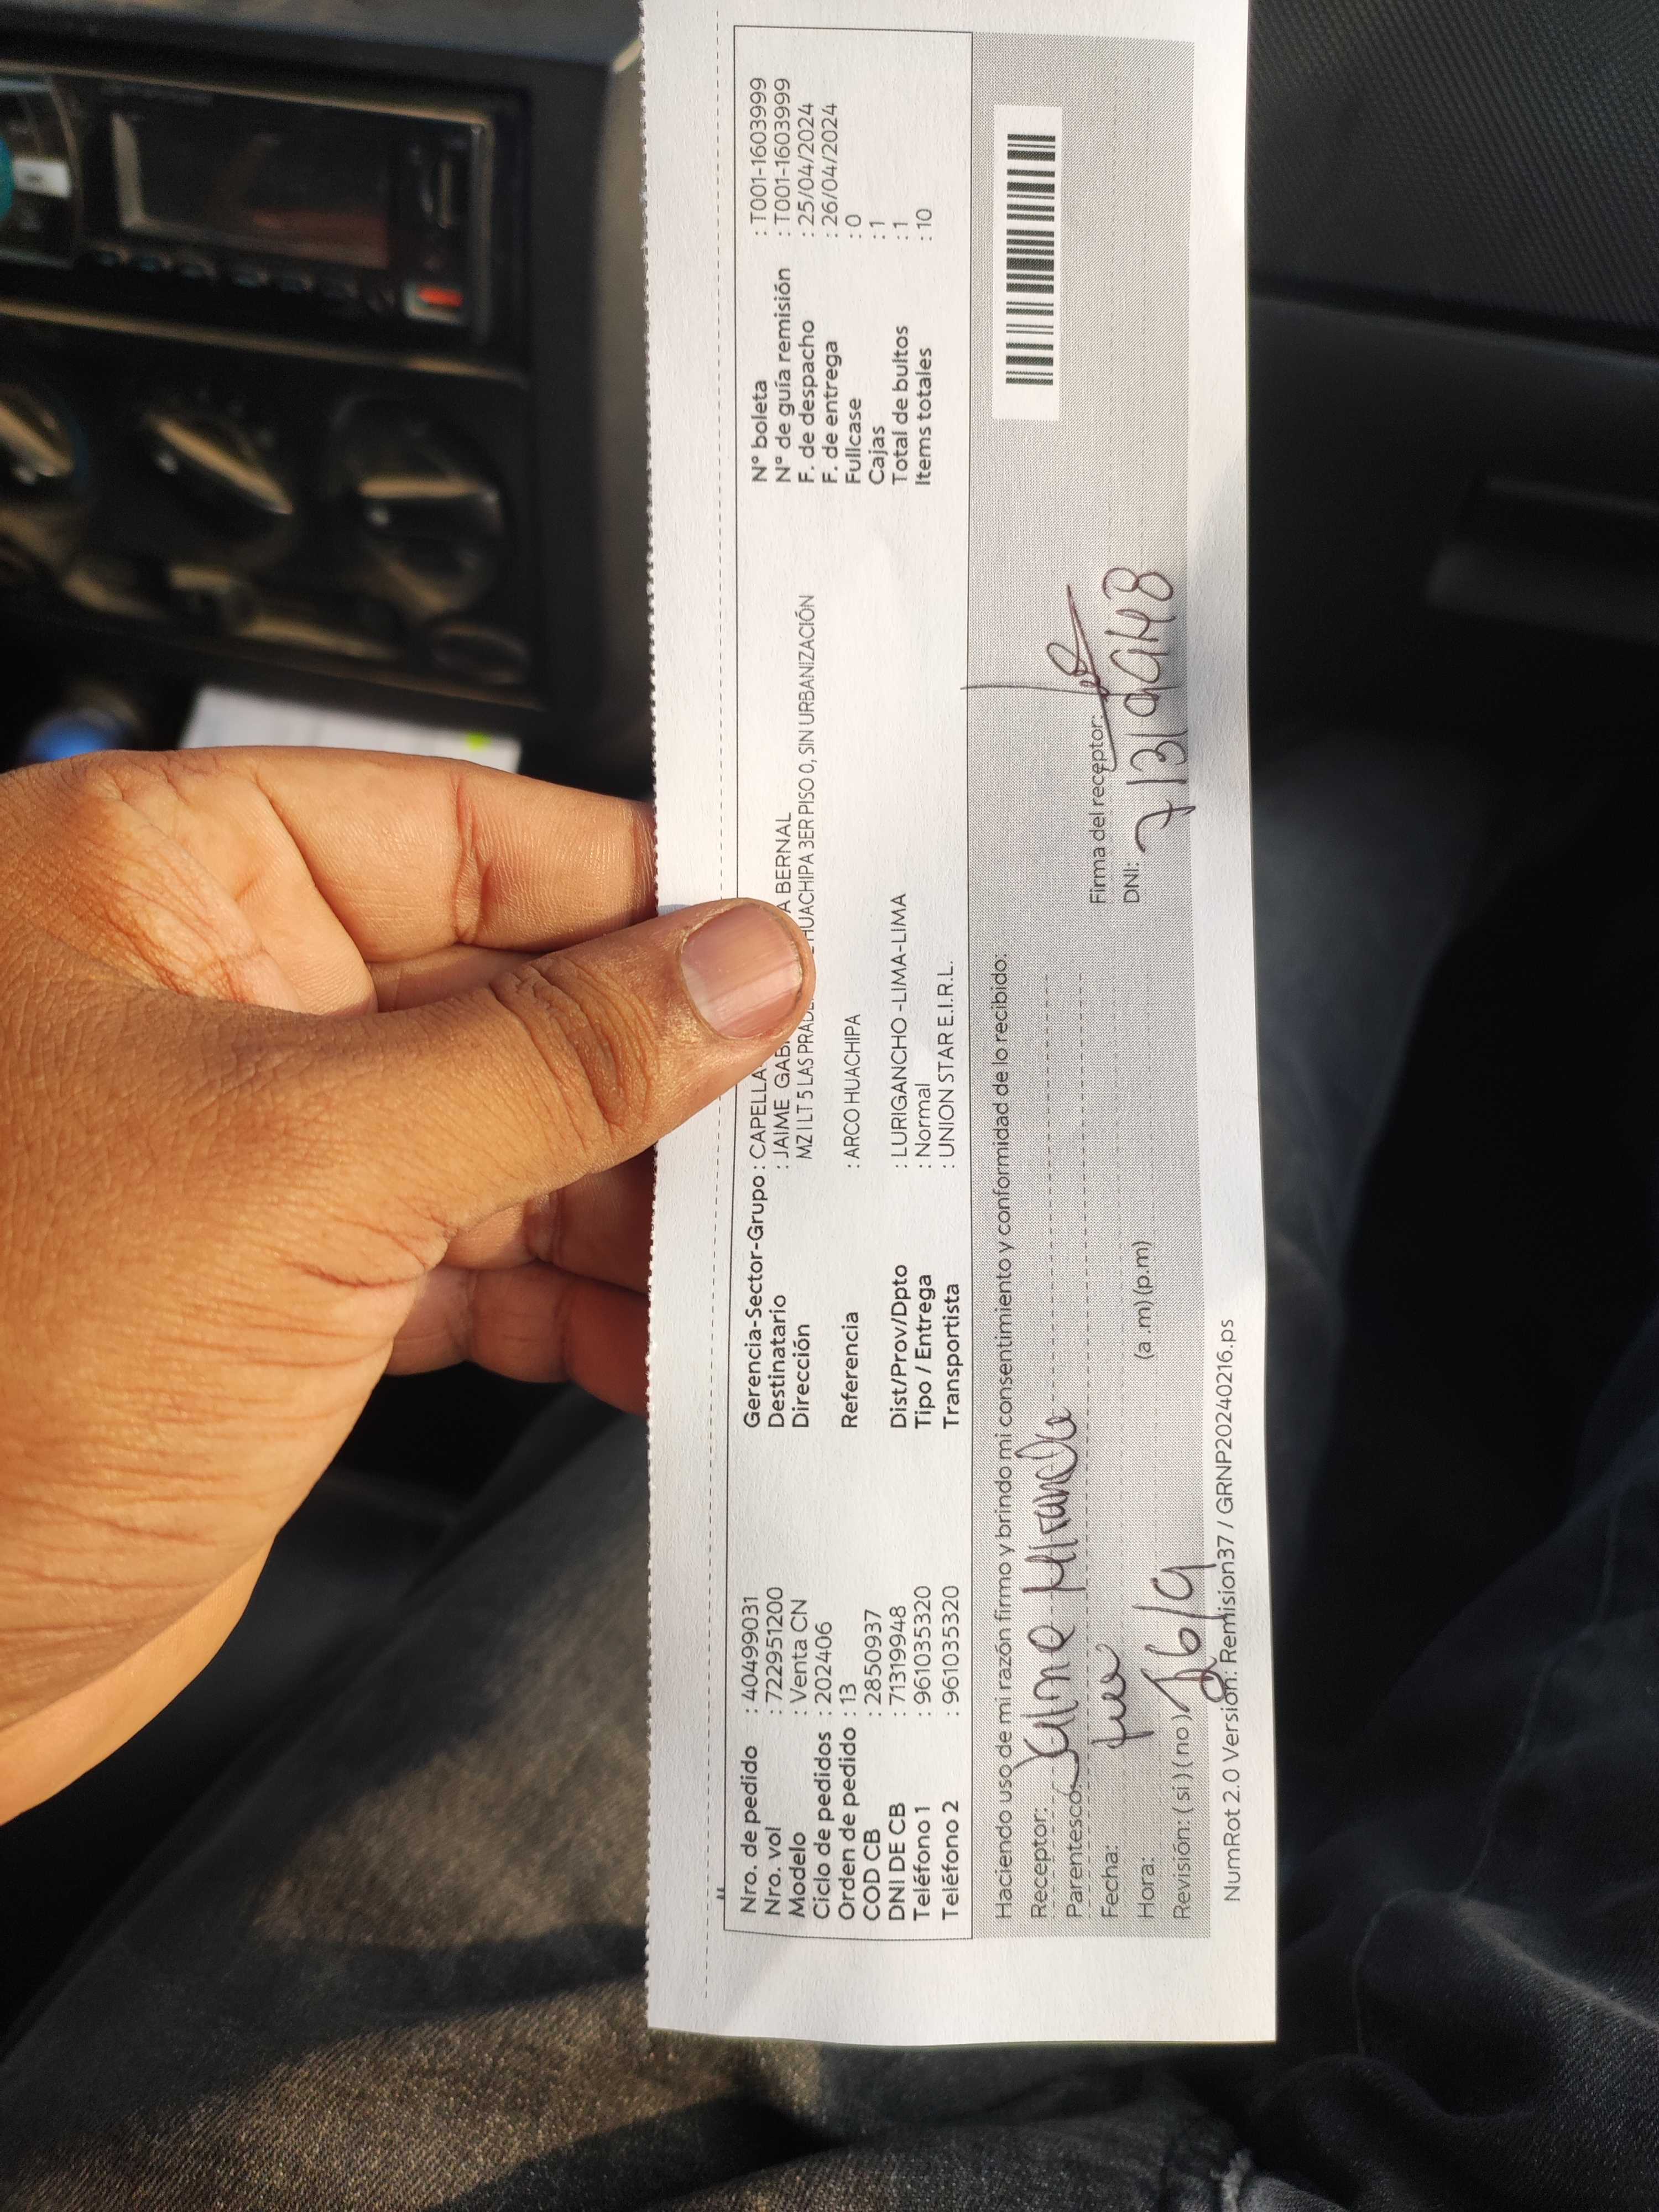 Nro. de pedido : 40499031
Nro. vol : 722951200
Modelo : Venta CN
Ciclo de pedidos : 202406
Orden de pedido : 13
COD CB : 2850937
DNI DE CB : 71319948
Teléfono 1 : 961035320
Teléfono 2 : 961035320
Gerencia-Sector-Grupo : CAPELLA
Destinatario : JAIME GAB A BERNAL
Dirección MZ I LT 5 LAS PRAD HUACHIPA 3ER PISO 0, SIN URBANIZACIÓN
Referencia : ARCO HUACHIPA
Dist/Prov/Dpto : LURIGANCHO -LIMA-LIMA
Tipo / Entrega : Normal
Transportista : UNION STAR E.I.R.L.
N° boleta : T001-1603999
N° de guía remisión : T001-1603999
F. de despacho : 25/04/2024
F. de entrega : 26/04/2024
Fullcase : 0
Cajas : 1
Total de bultos : 1
Items totales : 10
Haciendo uso de mi razón firmo y brindo mi consentimiento y conformidad de lo recibido:
Receptor: Jaime Miranda
Parentesco:
Fecha:
Hora: (a .m) (p.m)
Revisión: ( si ) ( no ) 26/9
Firma del receptor:
DNI: 71319948
NumRot 2.0 Version: Remision37 / GRNP20240216.ps